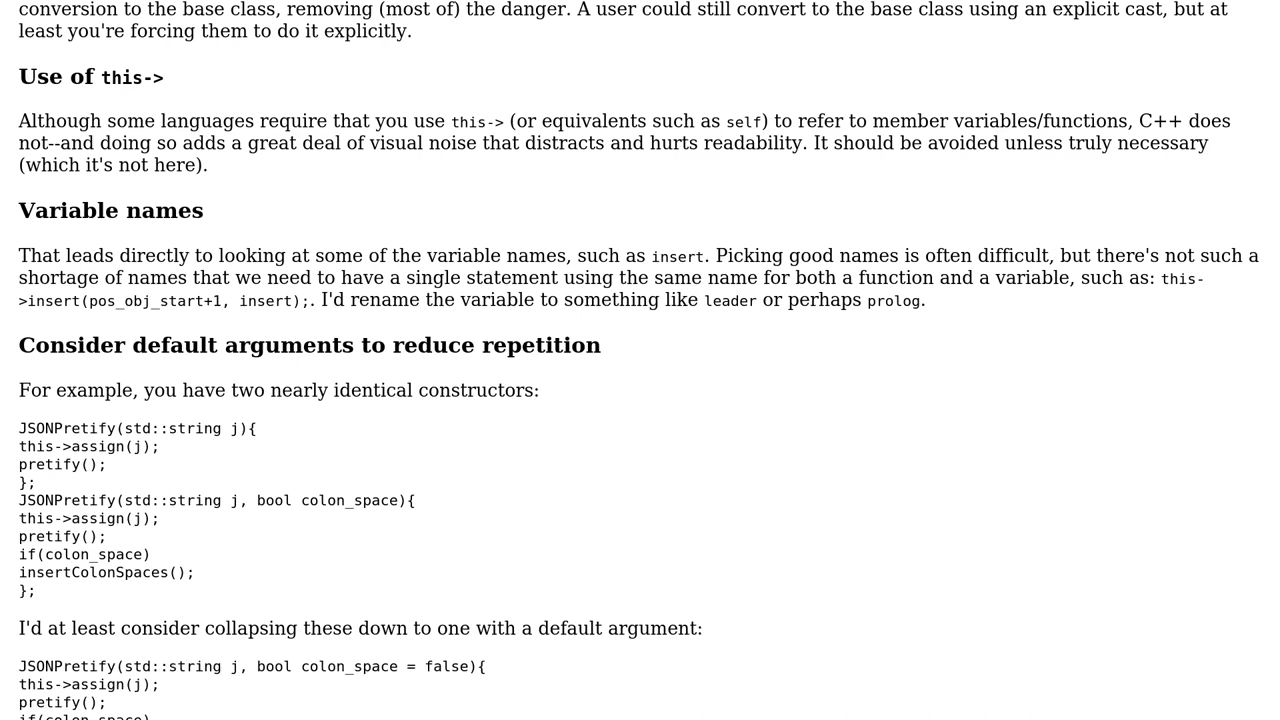 conversion to the base class, removing (most of) the danger. A user could still convert to the base class using an explicit cast, but at
least you're forcing them to do it explicitly.
Use of this->
Although some languages require that you use this-> (or equivalents such as self) to refer to member variables/functions, C++ does
not--and doing so adds a great deal of visual noise that distracts and hurts readability. It should be avoided unless truly necessary
(which it's not here).
Variable names
That leads directly to looking at some of the variable names, such as insert. Picking good names is often difficult, but there's not such a
shortage of names that we need to have a single statement using the same name for both a function and a variable, such as: this-
>insert(pos_obj_start+1, insert);. I'd rename the variable to something like leader or perhaps prolog.
Consider default arguments to reduce repetition
For example, you have two nearly identical constructors:
JSONPretify(std::string j){
this->assign(j);
pretify();
};
JSONPretify(std::string j, bool colon_space){
this->assign(j);
pretify();
if(colon_space)
insertColonSpaces();
};
I'd at least consider collapsing these down to one with a default argument:
JSONPretify(std::string j, bool colon_space = false){
this->assign(j);
pretify();
if(colon_space)